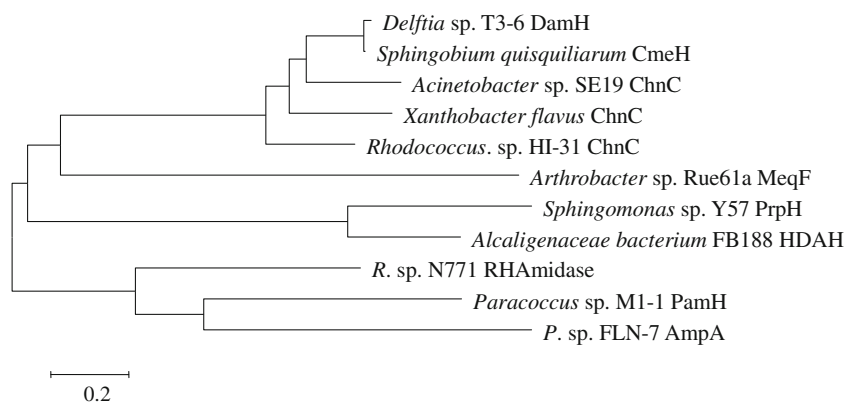 Delftia sp. T3-6 DamH
Sphingobium quisquiliarum CmeH
Acinetobacter sp. SE19 ChnC
Xanthobacter flavus ChnC
Rhodococcus. sp. HI-31 ChnC
Arthrobacter sp. Rue61a MeqF
Sphingomonas sp. Y57 PrpH
Alcaligenaceae bacterium FB188 HDAH
R. sp. N771 RHAmidase
Paracoccus sp. M1-1 PamH
P. sp. FLN-7 AmpA
0.2